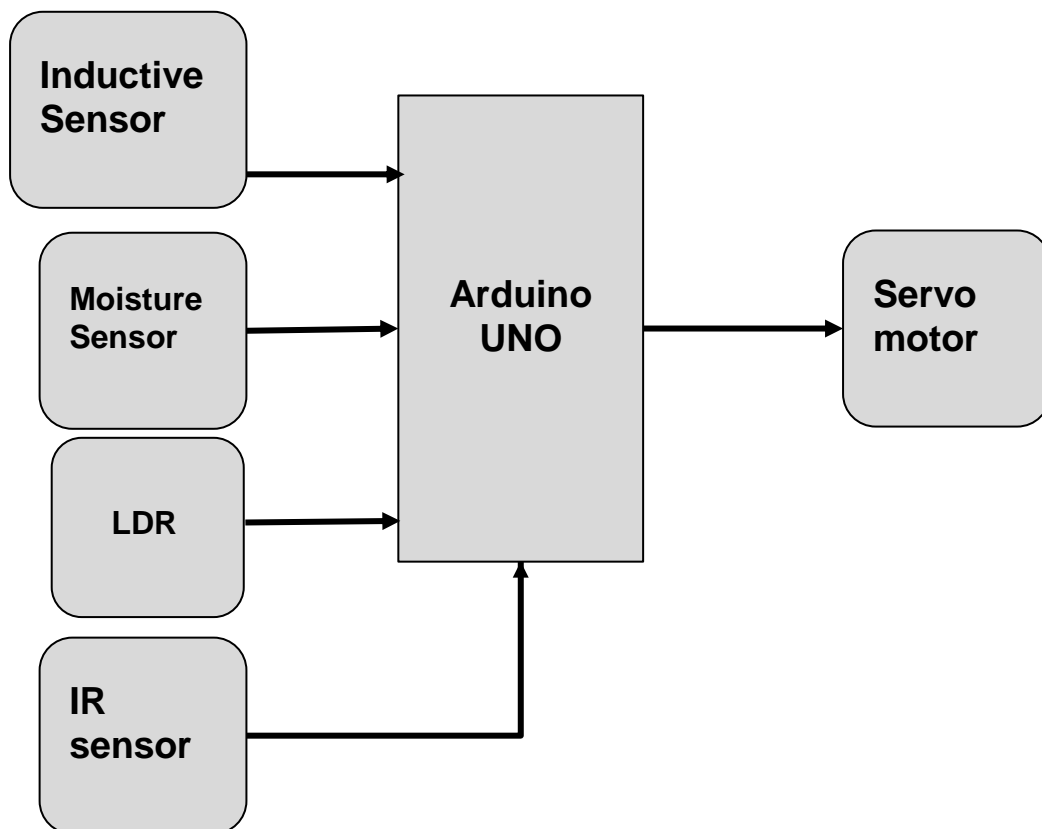 Inductive
Sensor
Moisture
Sensor
LDR
IR
sensor
Arduino
UNO
Servo
motor